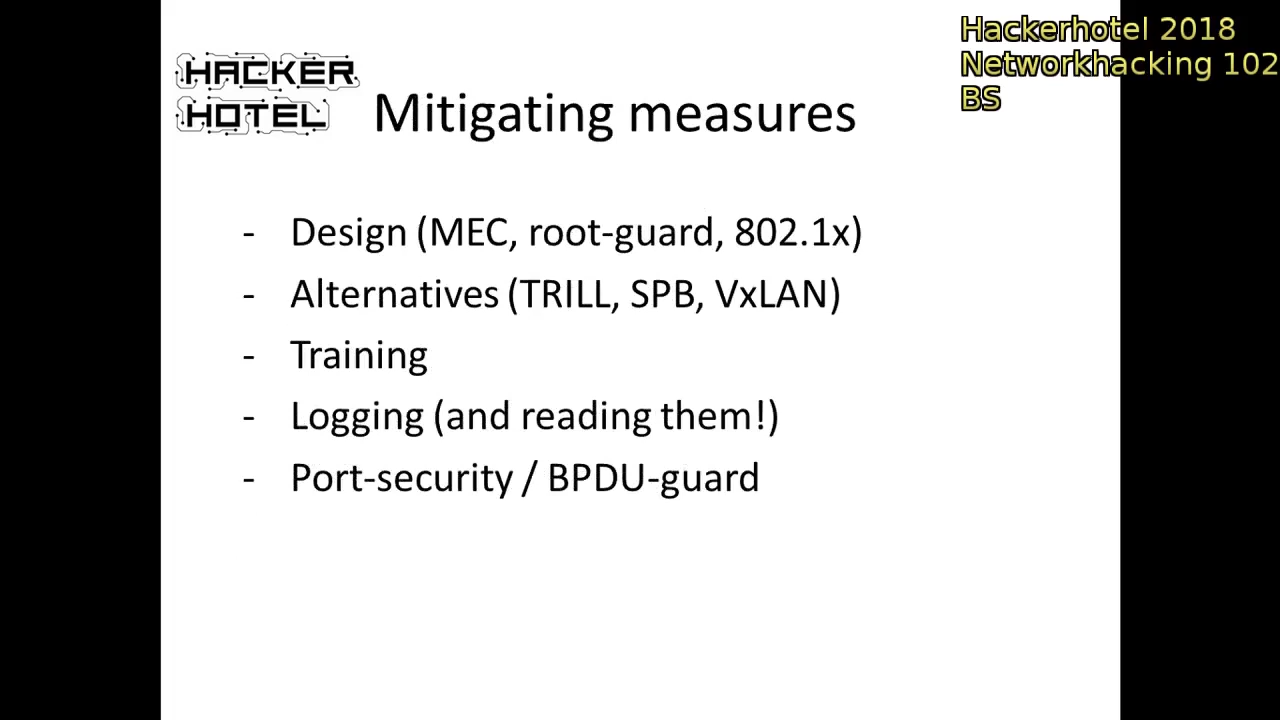 Hackerhotel 2018
Networkhacking 102
BS
HACKER
HOTEL
Mitigating measures
- Design (MEC, root-guard, 802.1x)
- Alternatives (TRILL, SPB, VxLAN)
- Training
- Logging (and reading them!)
- Port-security / BPDU-guard